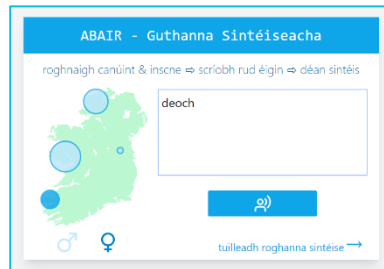 ABAIR - Guthanna Sintéiseacha
roghnaigh canúint & inscne ⇨ scríobh rud éigin ⇨ déan sintéis
deoch
tuilleadh roghanna sintéise →